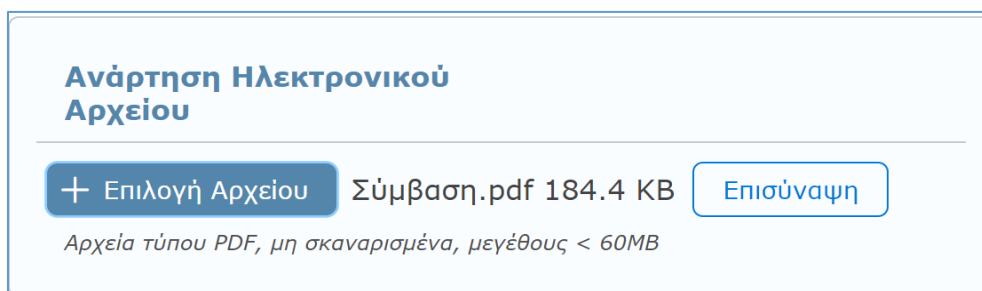 Ανάρτηση Ηλεκτρονικού
Αρχείου
+ Επιλογή Αρχείου Σύμβαση.pdf 184.4 KB Επισύναψη
Αρχεία τύπου PDF, μη σκαναρισμένα, μεγέθους < 60MB